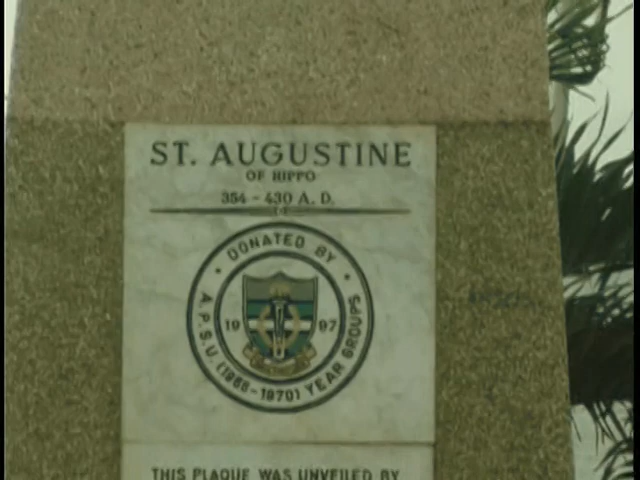 ST. AUGUSTINE
OF HIPPO
354 - 430 A. D.
• DONATED BY •
19 97
A.P.S.U. (1966-1970) YEAR GROUPS
THIS PLAQUE WAS UNVEILED BY